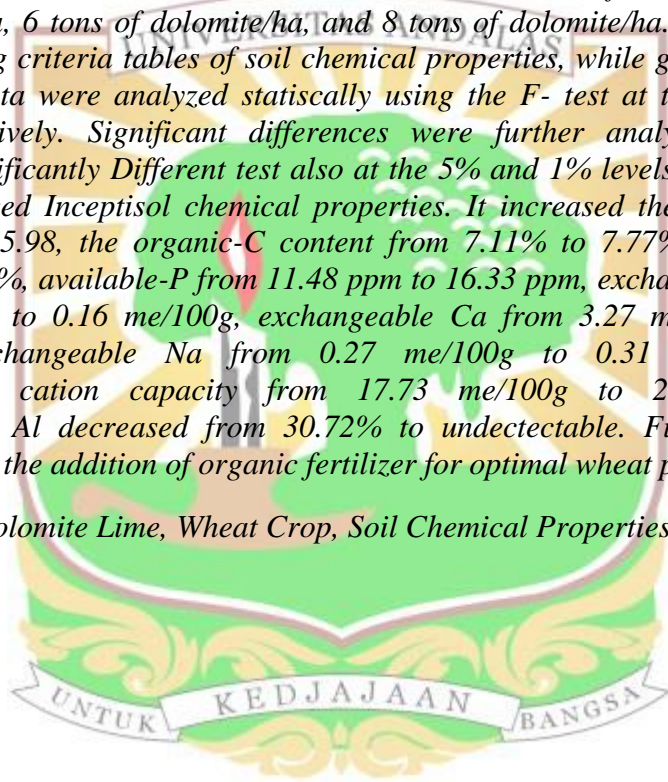 a, 6 tons of dolomite/ha, and 8 tons of dolomite/ha.
UNIVERSITAS ANDALAS
g criteria tables of soil chemical properties, while g
ta were analyzed statiscally using the F- test at t
ively. Significant differences were further analy
ificantly Different test also at the 5% and 1% levels
ed Inceptisol chemical properties. It increased the
5.98, the organic-C content from 7.11% to 7.77%
%, available-P from 11.48 ppm to 16.33 ppm, excha
to 0.16 me/100g, exchangeable Ca from 3.27 m
changeable Na from 0.27 me/100g to 0.31
cation capacity from 17.73 me/100g to 2
Al decreased from 30.72% to undectectable. Fu
the addition of organic fertilizer for optimal wheat p
olomite Lime, Wheat Crop, Soil Chemical Properties
UNTUK KEDJAJAAN BANGSA